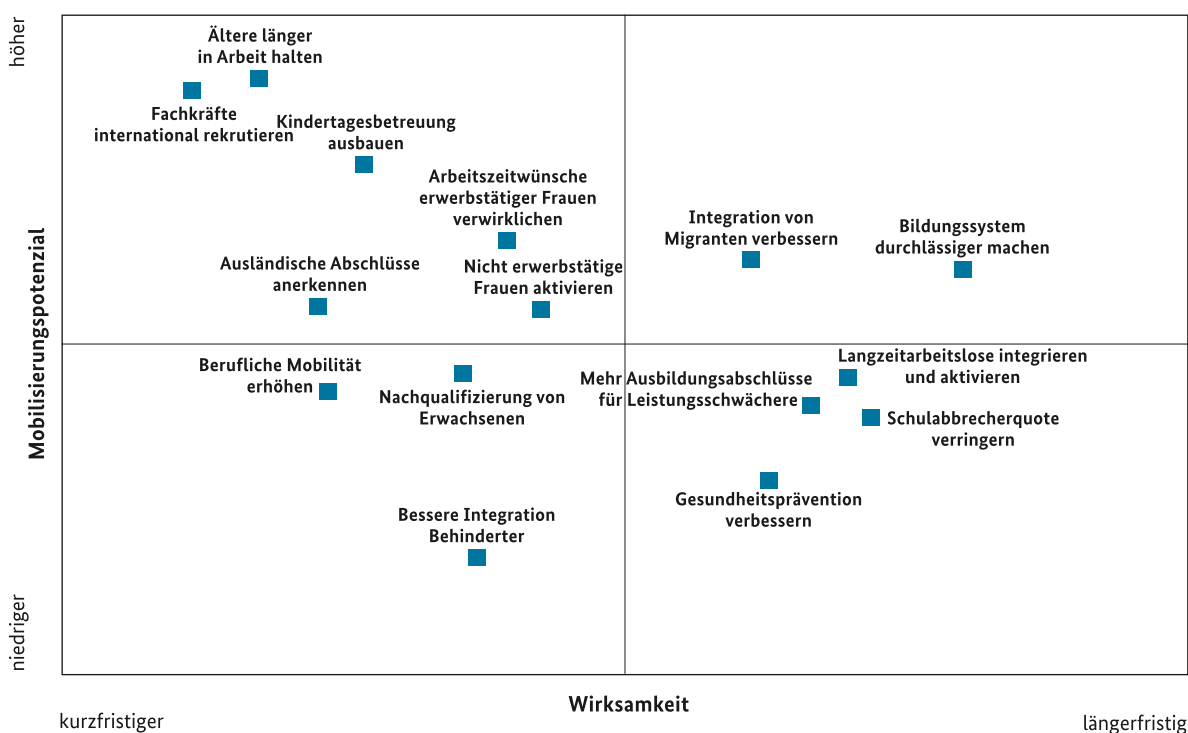 höher
Ältere länger
in Arbeit halten
Fachkräfte
international rekrutieren
Kindertagesbetreuung
ausbauen
Arbeitszeitwünsche
erwerbstätiger Frauen
verwirklichen
Integration von
Migranten verbessern
Bildungssystem
durchlässiger machen
Ausländische Abschlüsse
anerkennen
Nicht erwerbstätige
Frauen aktivieren
Mobilisierungspotenzial
Berufliche Mobilität
erhöhen
Nachqualifizierung von
Erwachsenen
Mehr Ausbildungsabschlüsse
für Leistungsschwächere
Langzeitarbeitslose integrieren
und aktivieren
Schulabbrecherquote
verringern
Gesundheitsprävention
verbessern
Bessere Integration
Behinderter
niedriger
Wirksamkeit
kurzfristiger
längerfristig